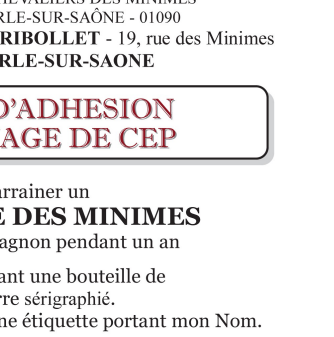 CHEVALIERS DES MINIMES
RLE-SUR-SAÔNE - 01090
RIBOLLET - 19, rue des Minimes
RLE-SUR-SAONE
D'ADHESION
AGE DE CEP
arrainer un
E DES MINIMES
agnon pendant un an
ant une bouteille de
rre sérigraphié.
ne étiquette portant mon Nom.